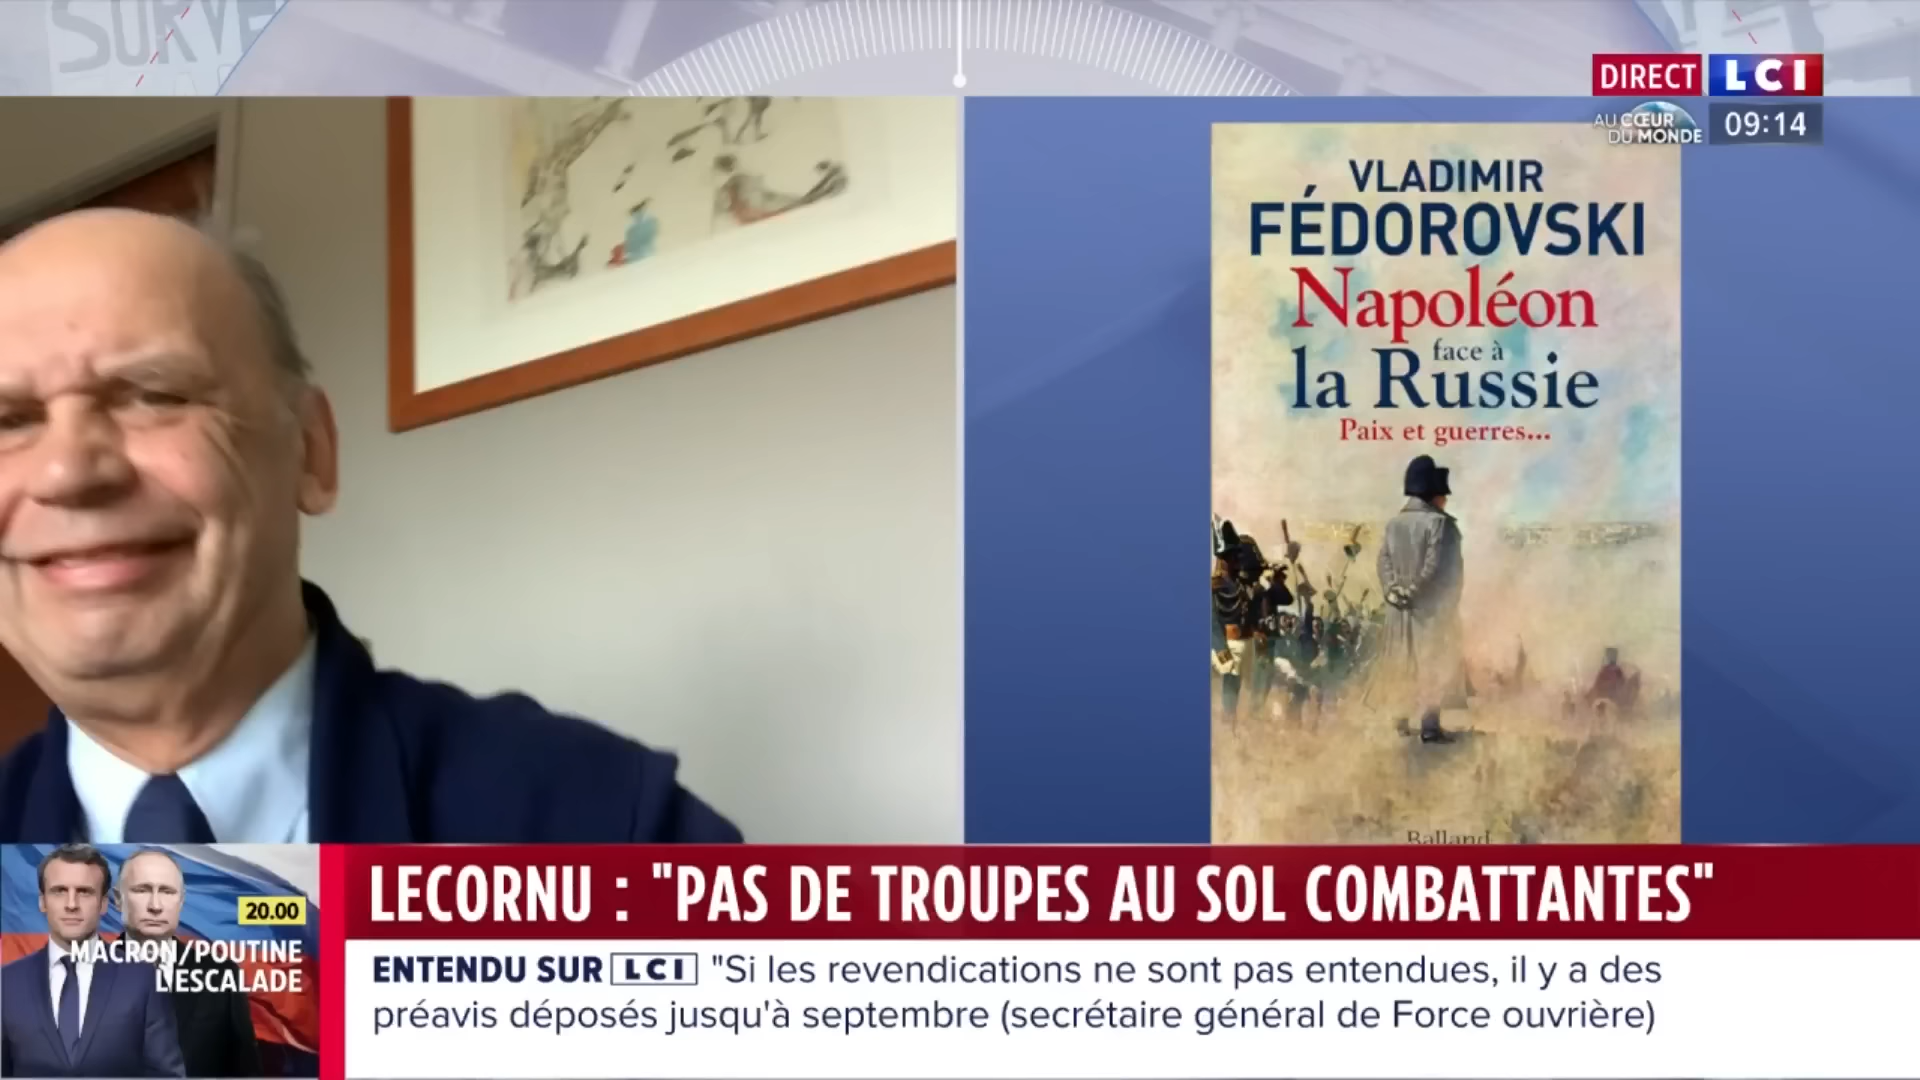 SURVE
DIRECT LCI
AU CŒUR
DU MONDE
09:14
VLADIMIR
FÉDOROVSKI
Napoléon
face à
la Russie
Paix et guerres...
Balland
20.00
MACRON/POUTINE
L'ESCALADE
LECORNU : "PAS DE TROUPES AU SOL COMBATTANTES"
ENTENDU SUR LCI "Si les revendications ne sont pas entendues, il y a des
préavis déposés jusqu'à septembre (secrétaire général de Force ouvrière)